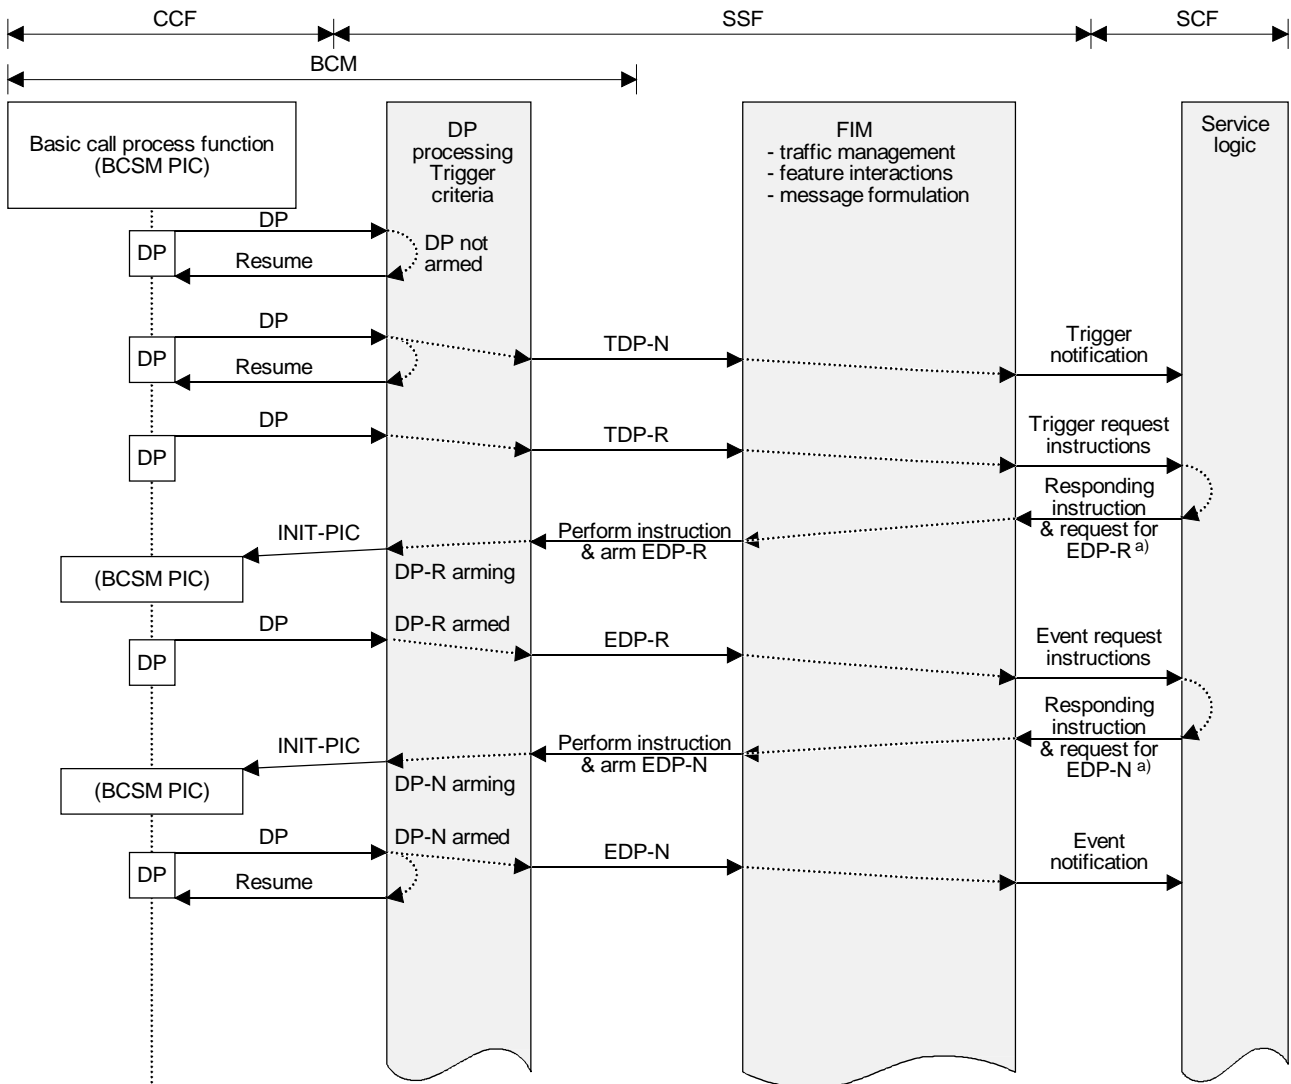 CCF
SSF
SCF
BCM
Basic call process function
(BCSM PIC)
DP
processing
Trigger
criteria
FIM
- traffic management
- feature interactions
- message formulation
Service
logic
DP
DP
Resume
DP not
armed
DP
DP
Resume
TDP-N
Trigger
notification
DP
DP
TDP-R
Trigger request
instructions
Responding
instruction
& request for
EDP-R a)
Perform instruction
& arm EDP-R
INIT-PIC
DP-R arming
(BCSM PIC)
DP
DP
DP-R armed
EDP-R
Event request
instructions
Responding
instruction
& request for
EDP-N a)
Perform instruction
& arm EDP-N
INIT-PIC
DP-N arming
(BCSM PIC)
DP
DP
DP-N armed
Resume
EDP-N
Event
notification